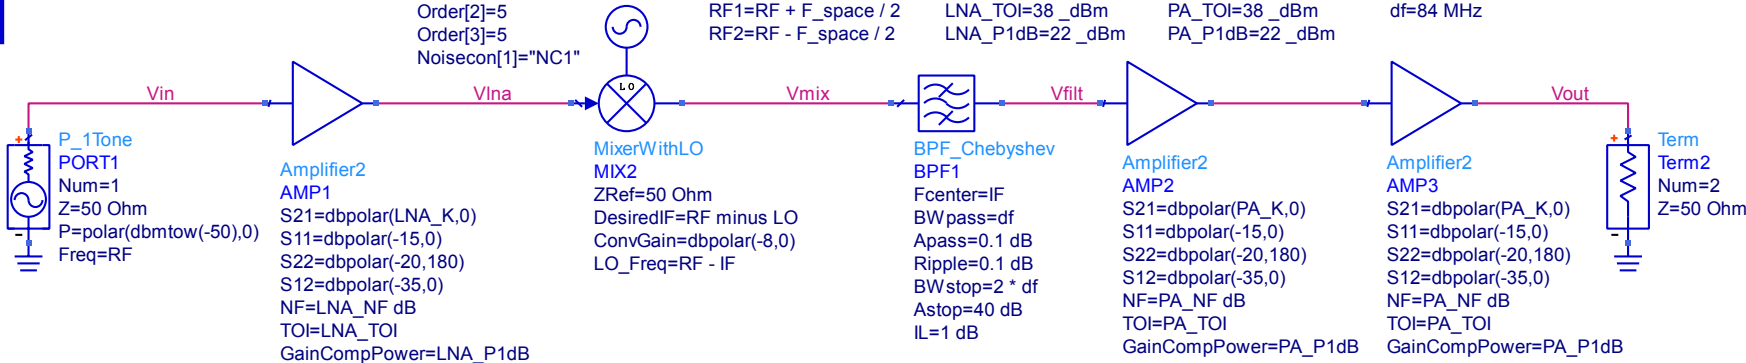 Order[2]=5
Order[3]=5
Noisecon[1]="NC1"
RF1=RF + F_space / 2
RF2=RF - F_space / 2
LNA_TOI=38 _dBm
LNA_P1dB=22 _dBm
PA_TOI=38 _dBm
PA_P1dB=22 _dBm
df=84 MHz
Vin
Vlna
LO
Vmix
Vfilt
Vout
P_1Tone
PORT1
Num=1
Z=50 Ohm
P=polar(dbmtow(-50),0)
Freq=RF
Amplifier2
AMP1
S21=dbpolar(LNA_K,0)
S11=dbpolar(-15,0)
S22=dbpolar(-20,180)
S12=dbpolar(-35,0)
NF=LNA_NF dB
TOI=LNA_TOI
GainCompPower=LNA_P1dB
MixerWithLO
MIX2
ZRef=50 Ohm
DesiredIF=RF minus LO
ConvGain=dbpolar(-8,0)
LO_Freq=RF - IF
BPF_Chebyshev
BPF1
Fcenter=IF
BWpass=df
Apass=0.1 dB
Ripple=0.1 dB
BWstop=2 * df
Astop=40 dB
IL=1 dB
Amplifier2
AMP2
S21=dbpolar(PA_K,0)
S11=dbpolar(-15,0)
S22=dbpolar(-20,180)
S12=dbpolar(-35,0)
NF=PA_NF dB
TOI=PA_TOI
GainCompPower=PA_P1dB
Amplifier2
AMP3
S21=dbpolar(PA_K,0)
S11=dbpolar(-15,0)
S22=dbpolar(-20,180)
S12=dbpolar(-35,0)
NF=PA_NF dB
TOI=PA_TOI
GainCompPower=PA_P1dB
Term
Term2
Num=2
Z=50 Ohm